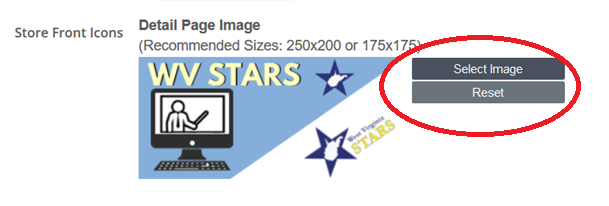 Store Front Icons
Detail Page Image
(Recommended Sizes: 250x200 or 175x175)
WV STARS
Select Image
Reset
West Virginia
STARS